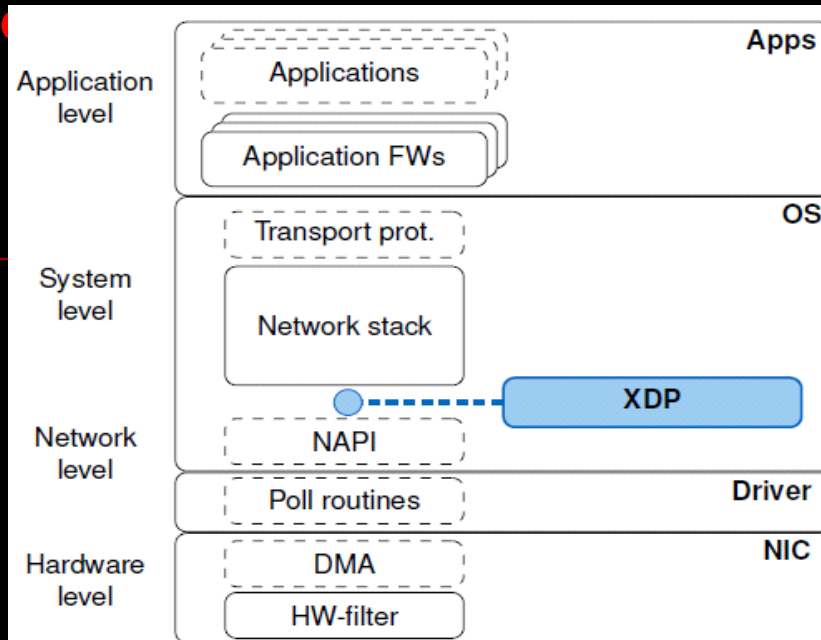 Apps
Application
level
Applications
Application FWs
OS
Transport prot.
System
level
Network stack
XDP
Network
level
NAPI
Driver
Poll routines
NIC
Hardware
level
DMA
HW-filter